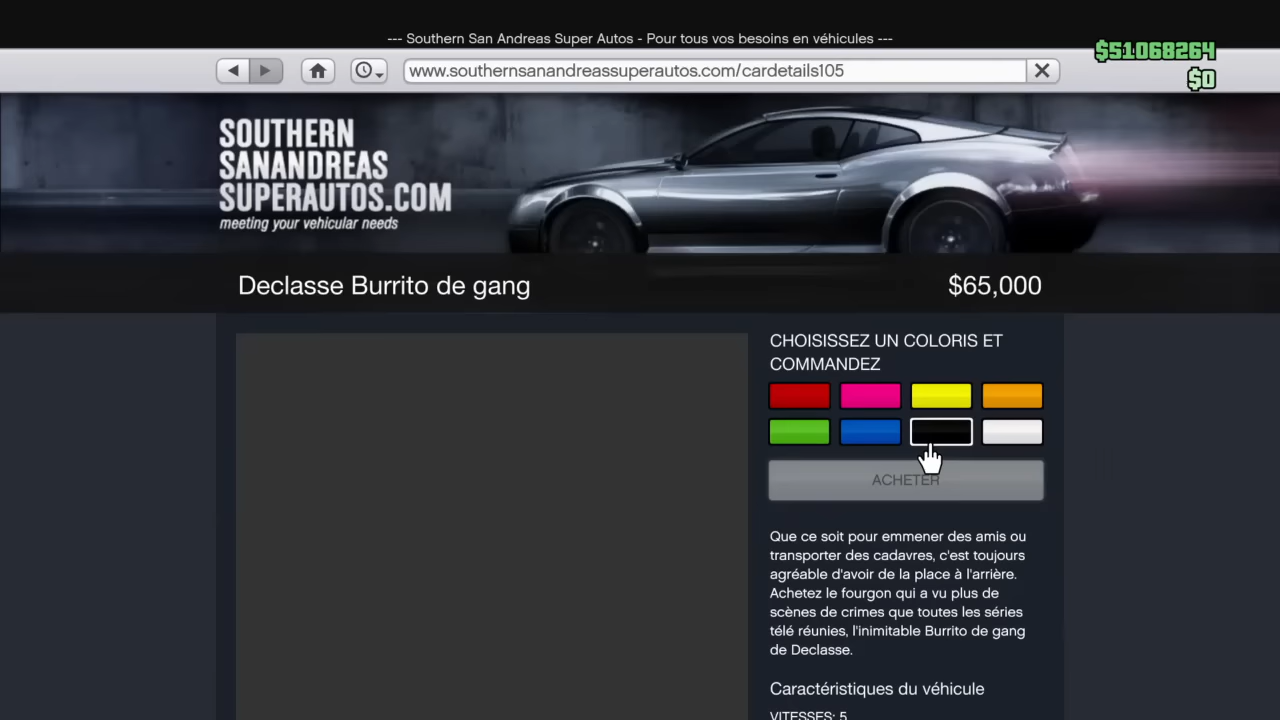 --- Southern San Andreas Super Autos - Pour tous vos besoins en véhicules ---
$51068264
www.southernsanandreassuperautos.com/cardetails105
$0
SOUTHERN
SANANDREAS
SUPERAUTOS.COM
meeting your vehicular needs
Declasse Burrito de gang
$65,000
CHOISISSEZ UN COLORIS ET
COMMANDEZ
ACHETER
Que ce soit pour emmener des amis ou
transporter des cadavres, c'est toujours
agréable d'avoir de la place à l'arrière.
Achetez le fourgon qui a vu plus de
scènes de crimes que toutes les séries
télé réunies, l'inimitable Burrito de gang
de Declasse.
Caractéristiques du véhicule
VITESSES: 5